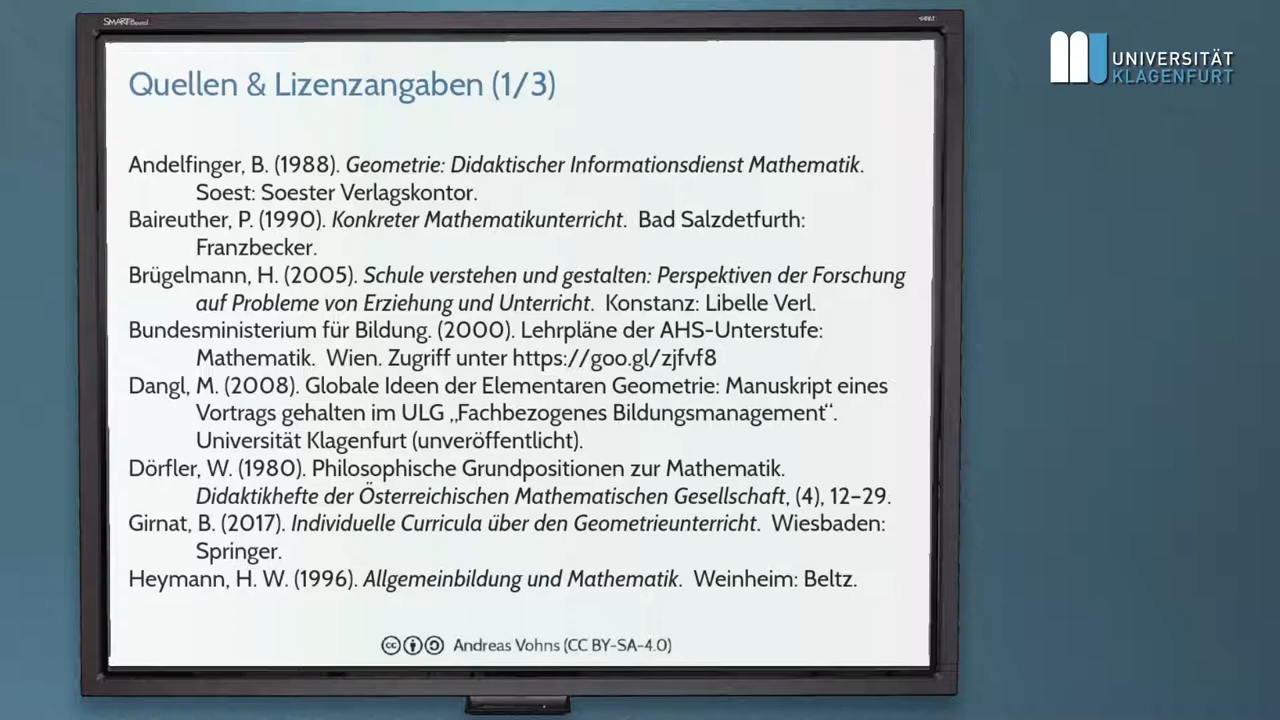 SMART Board
UNIVERSITÄT
KLAGENFURT
Quellen & Lizenzangaben (1/3)
Andelfinger, B. (1988). Geometrie: Didaktischer Informationsdienst Mathematik.
Soest: Soester Verlagskontor.
Baireuther, P. (1990). Konkreter Mathematikunterricht. Bad Salzdetfurth:
Franzbecker.
Brügelmann, H. (2005). Schule verstehen und gestalten: Perspektiven der Forschung
auf Probleme von Erziehung und Unterricht. Konstanz: Libelle Verl.
Bundesministerium für Bildung. (2000). Lehrpläne der AHS-Unterstufe:
Mathematik. Wien. Zugriff unter https://goo.gl/zjfvf8
Dangl, M. (2008). Globale Ideen der Elementaren Geometrie: Manuskript eines
Vortrags gehalten im ULG „Fachbezogenes Bildungsmanagement“.
Universität Klagenfurt (unveröffentlicht).
Dörfler, W. (1980). Philosophische Grundpositionen zur Mathematik.
Didaktikhefte der Österreichischen Mathematischen Gesellschaft, (4), 12–29.
Girnat, B. (2017). Individuelle Curricula über den Geometrieunterricht. Wiesbaden:
Springer.
Heymann, H. W. (1996). Allgemeinbildung und Mathematik. Weinheim: Beltz.
Andreas Vohns (CC BY-SA-4.0)